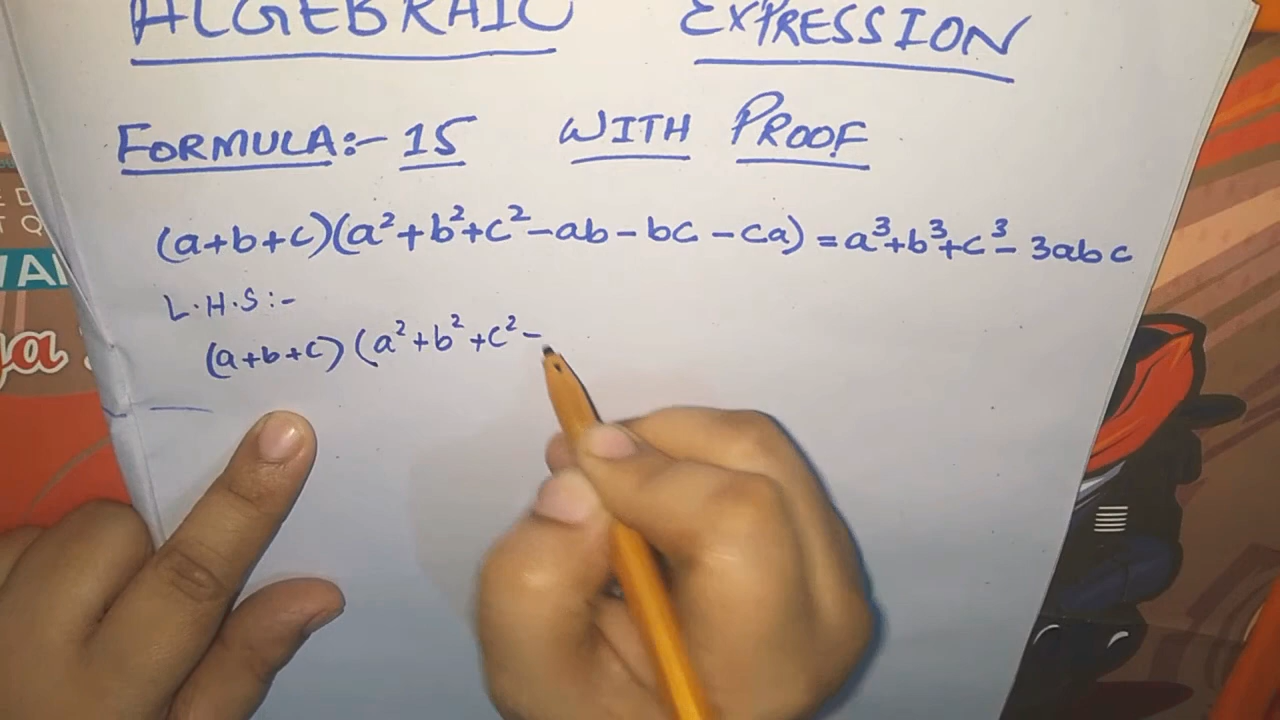 ALGEBRAIC EXPRESSION
FORMULA:- 15 WITH PROOF
(a+b+c)(a²+b²+c²-ab-bc-ca) = a³+b³+c³- 3abc
L.H.S:-
(a+b+c) (a²+b²+c²-